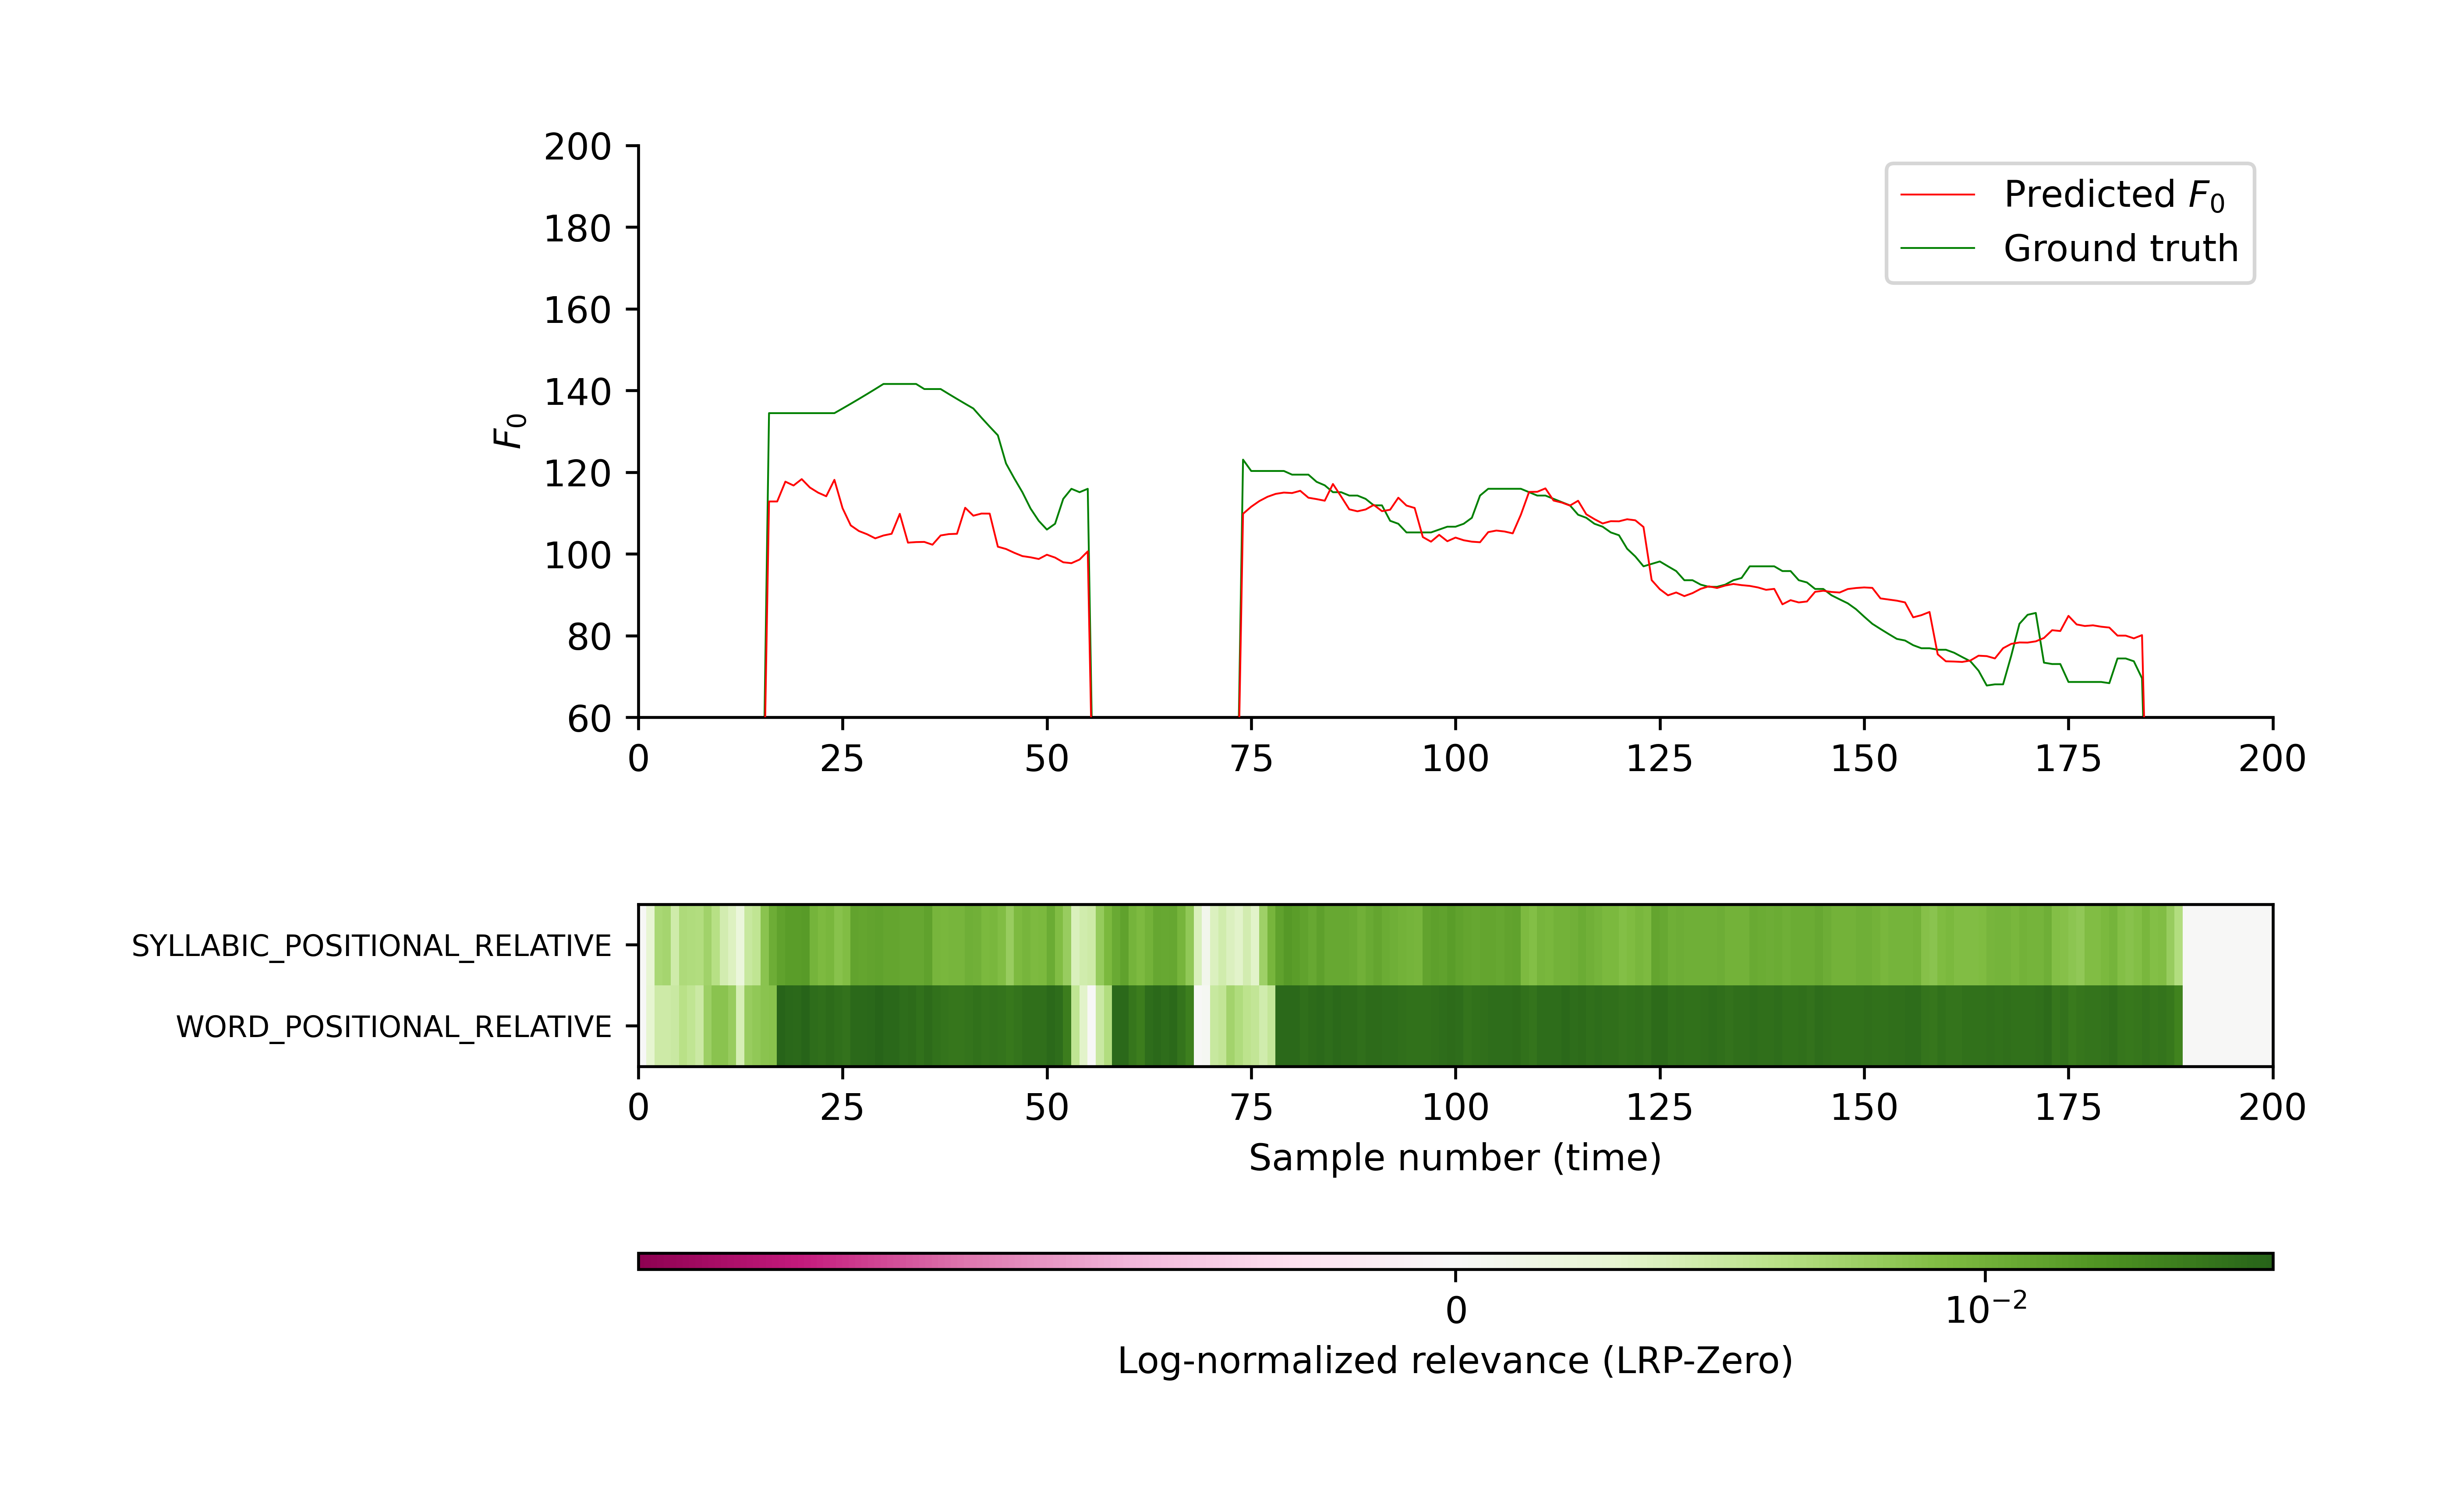 200
180
160
140
120
100
80
60
F₀
Predicted F₀
Ground truth
0 25 50 75 100 125 150 175 200
SYLLABIC_POSITIONAL_RELATIVE
WORD_POSITIONAL_RELATIVE
0 25 50 75 100 125 150 175 200
Sample number (time)
0 10⁻²
Log-normalized relevance (LRP-Zero)